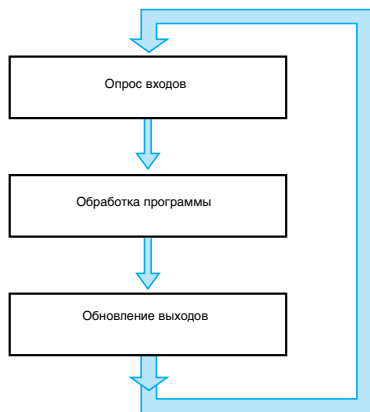 Опрос входов
Обработка программы
Обновление выходов